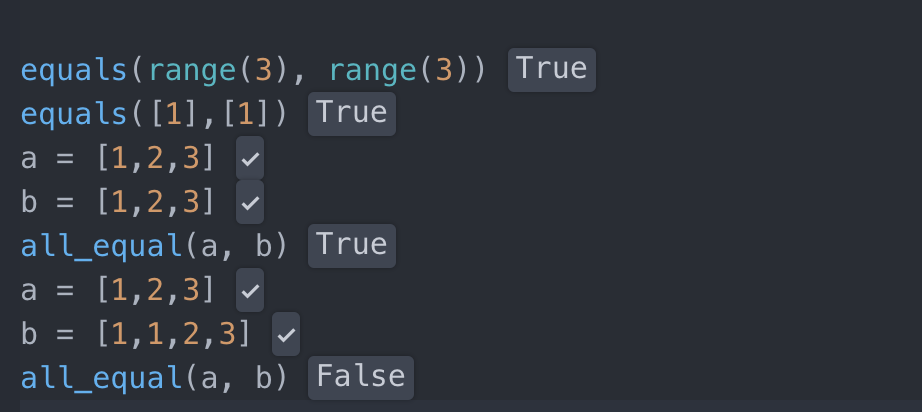 equals(range(3), range(3)) True
equals([1],[1]) True
a = [1,2,3] ✓
b = [1,2,3] ✓
all_equal(a, b) True
a = [1,2,3] ✓
b = [1,1,2,3] ✓
all_equal(a, b) False